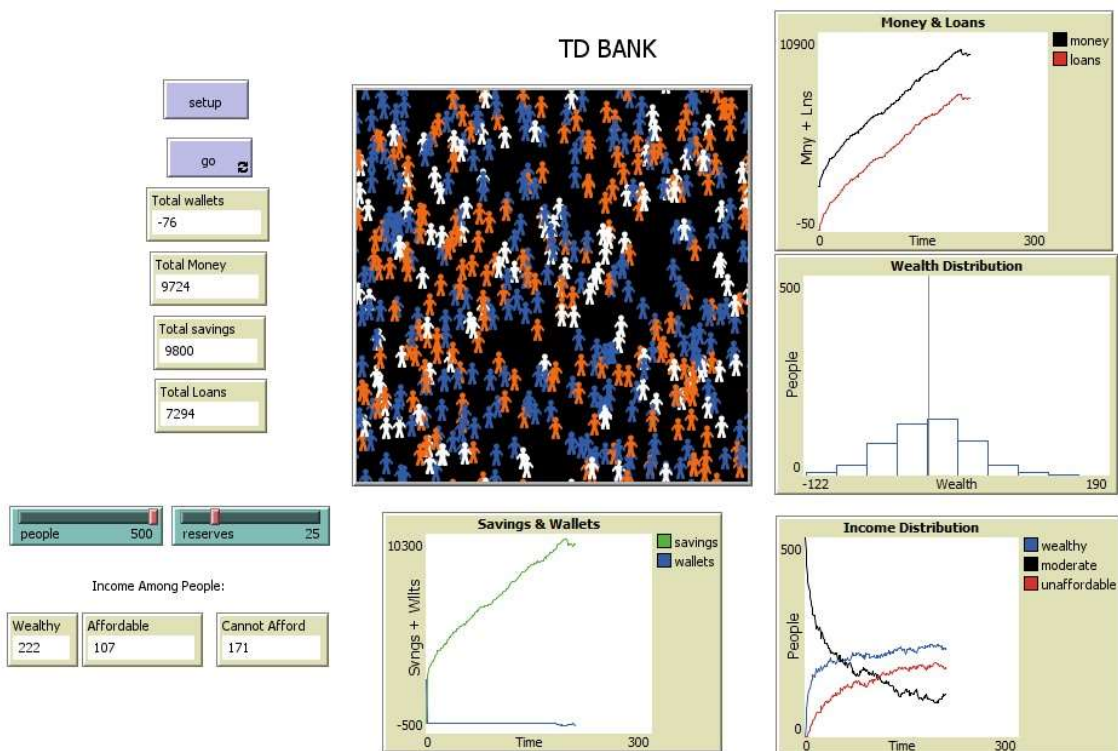 TD BANK
setup
go
Total wallets
-76
Total Money
9724
Total savings
9800
Total Loans
7294
people 500
reserves 25
Income Among People:
Wealthy
222
Affordable
107
Cannot Afford
171
Savings & Wallets
10300
Svngs + Wllts
-500
0 Time 300
savings
wallets
Money & Loans
10900
Mny + Lns
-50
0 Time 300
money
loans
Wealth Distribution
500
People
0
-122 Wealth 190
Income Distribution
500
People
0
0 Time 300
wealthy
moderate
unaffordable